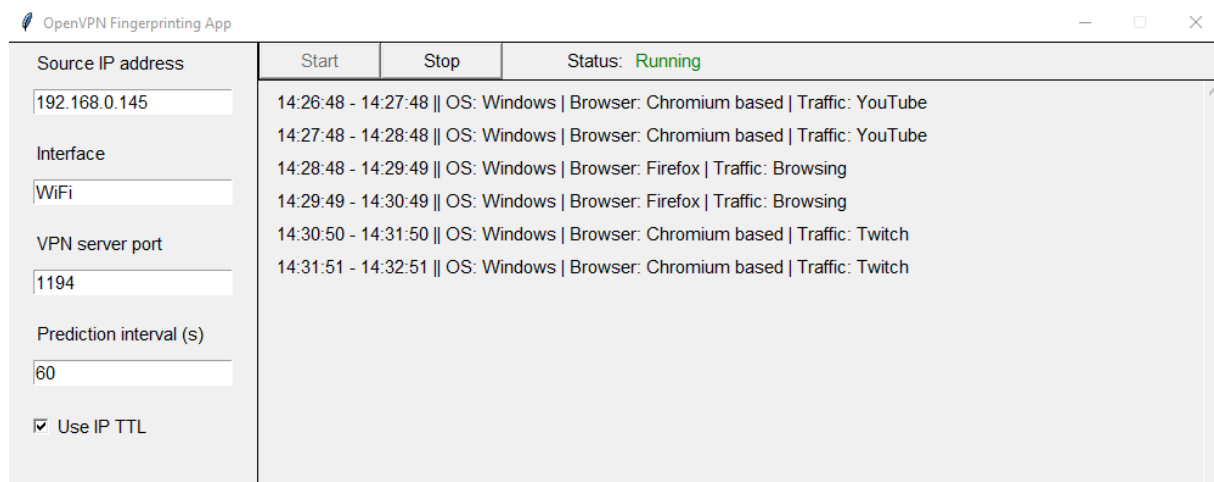 OpenVPN Fingerprinting App
Source IP address
192.168.0.145
Interface
WiFi
VPN server port
1194
Prediction interval (s)
60
Use IP TTL
Start Stop Status: Running
14:26:48 - 14:27:48 || OS: Windows | Browser: Chromium based | Traffic: YouTube
14:27:48 - 14:28:48 || OS: Windows | Browser: Chromium based | Traffic: YouTube
14:28:48 - 14:29:49 || OS: Windows | Browser: Firefox | Traffic: Browsing
14:29:49 - 14:30:49 || OS: Windows | Browser: Firefox | Traffic: Browsing
14:30:50 - 14:31:50 || OS: Windows | Browser: Chromium based | Traffic: Twitch
14:31:51 - 14:32:51 || OS: Windows | Browser: Chromium based | Traffic: Twitch